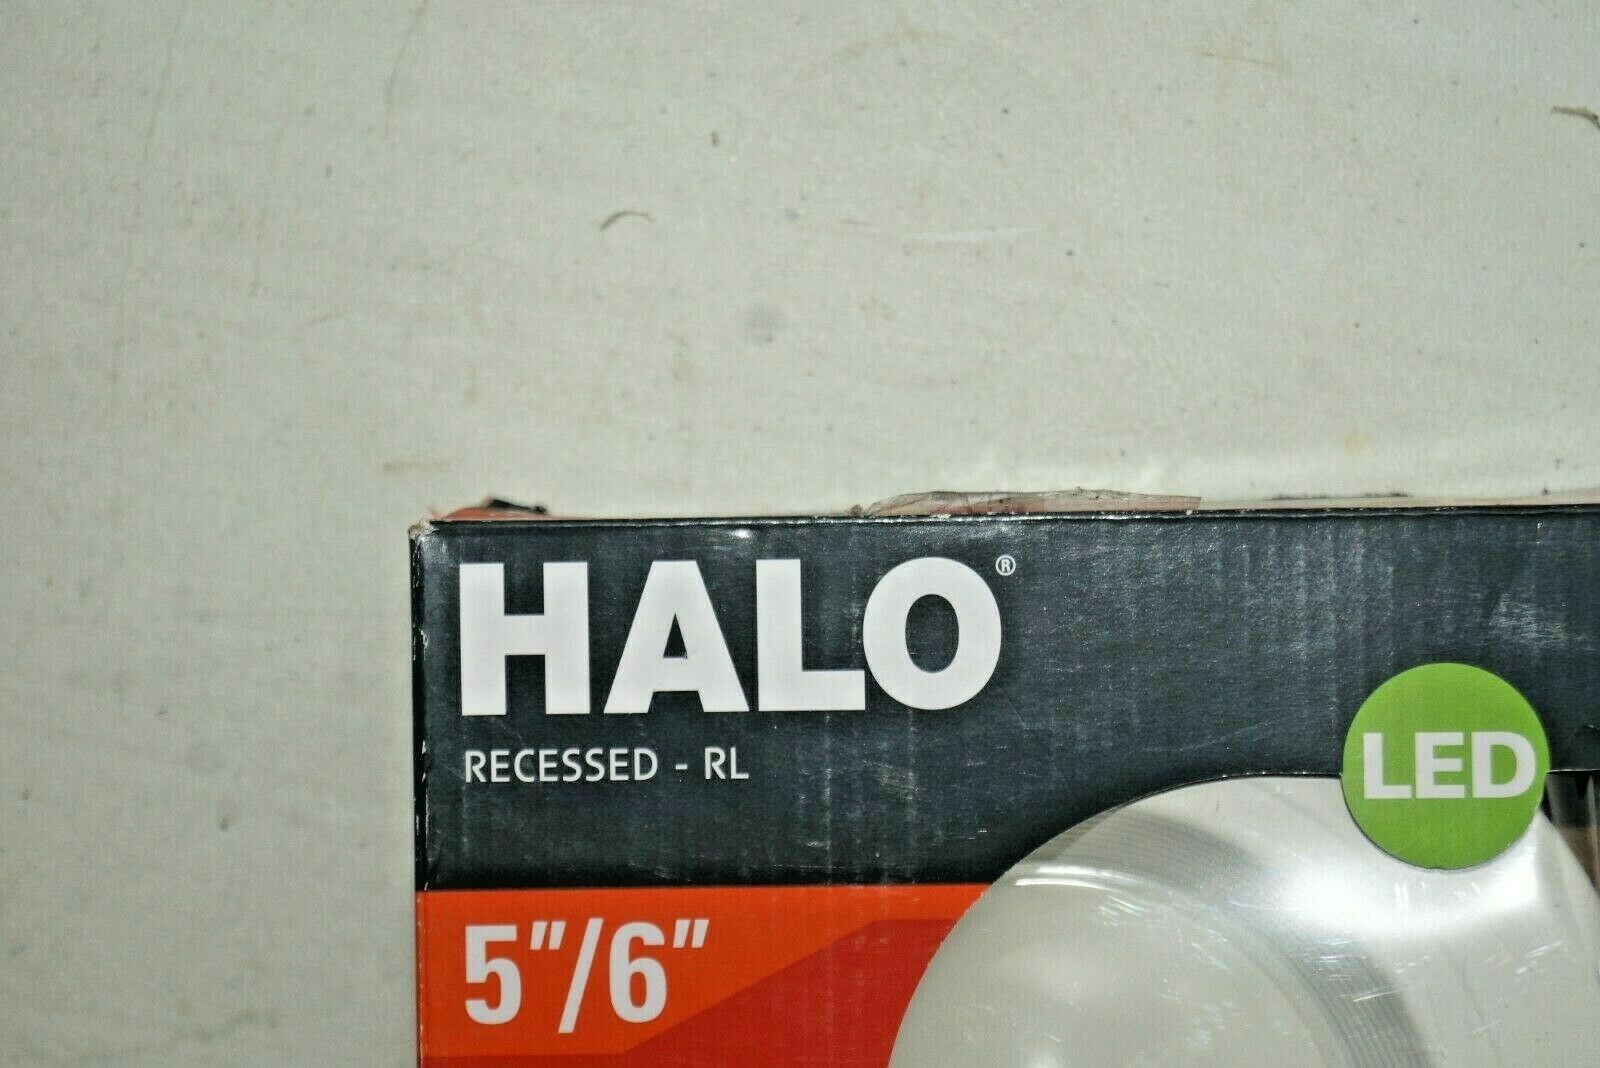 HALO®
RECESSED - RL
LED
5"/6"